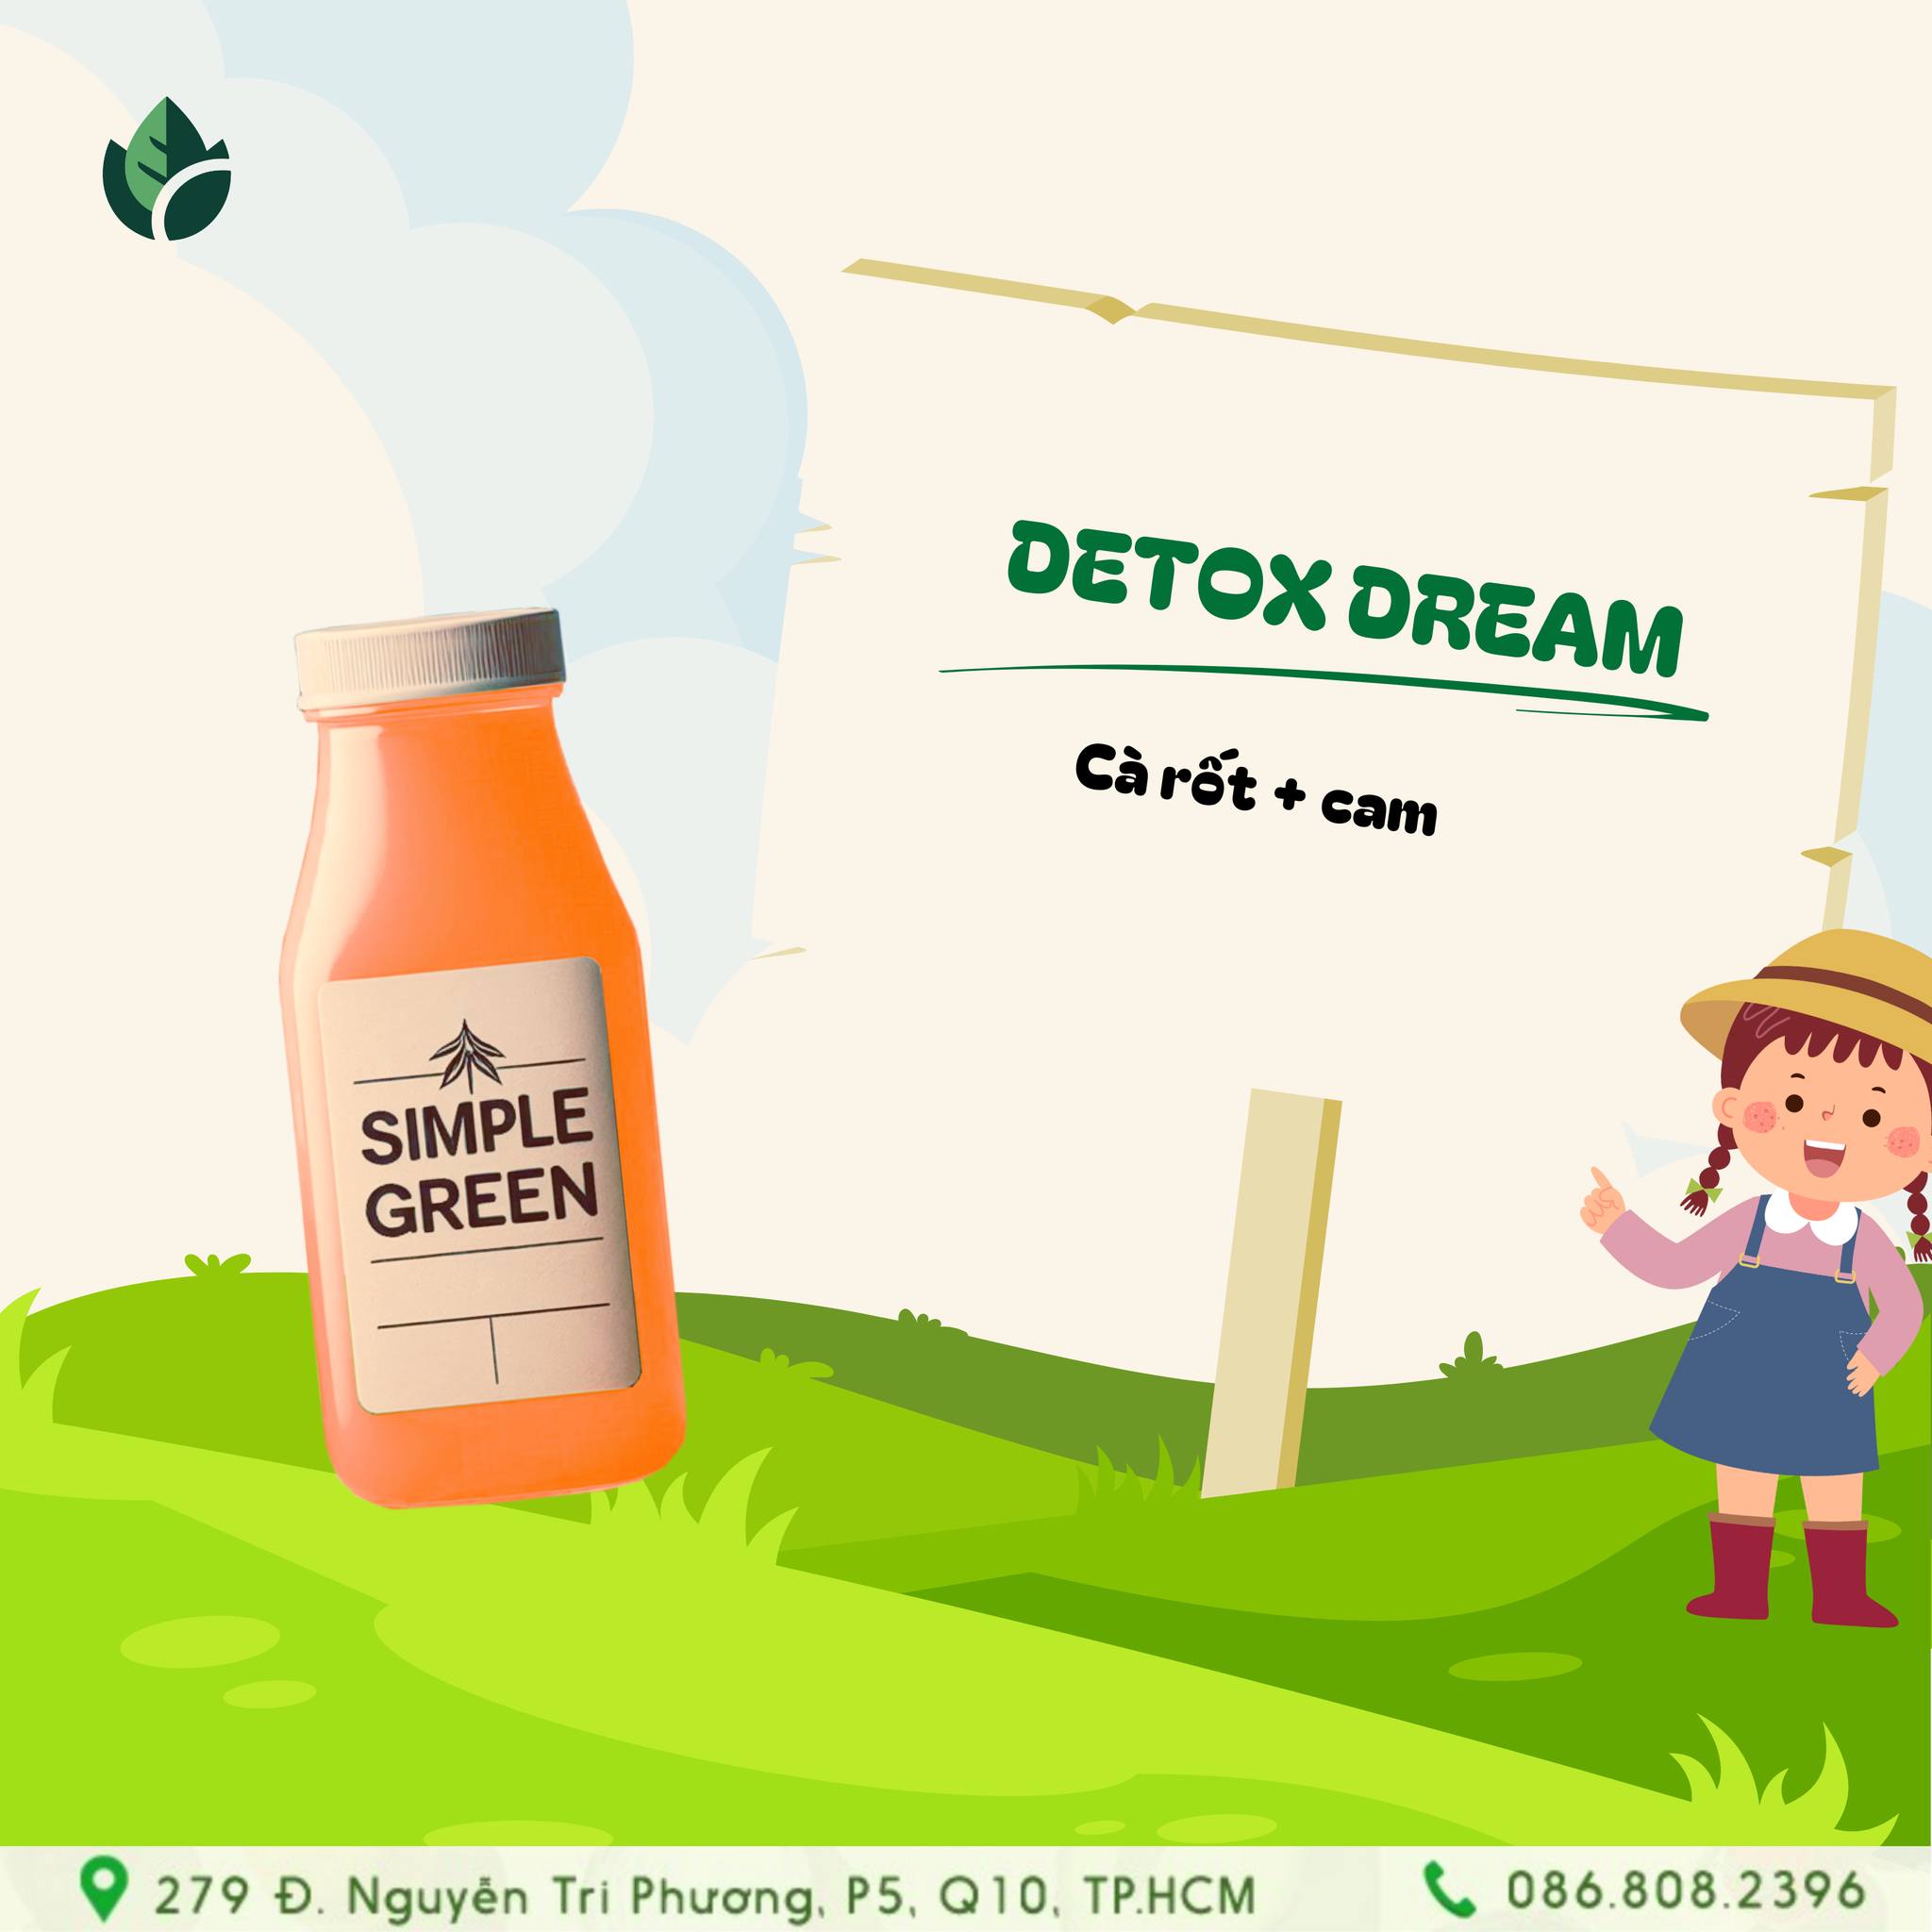 DETOX DREAM
Cà rốt + cam
SIMPLE
GREEN
279 Đ. Nguyễn Tri Phương, P5, Q10, TP.HCM
086.808.2396